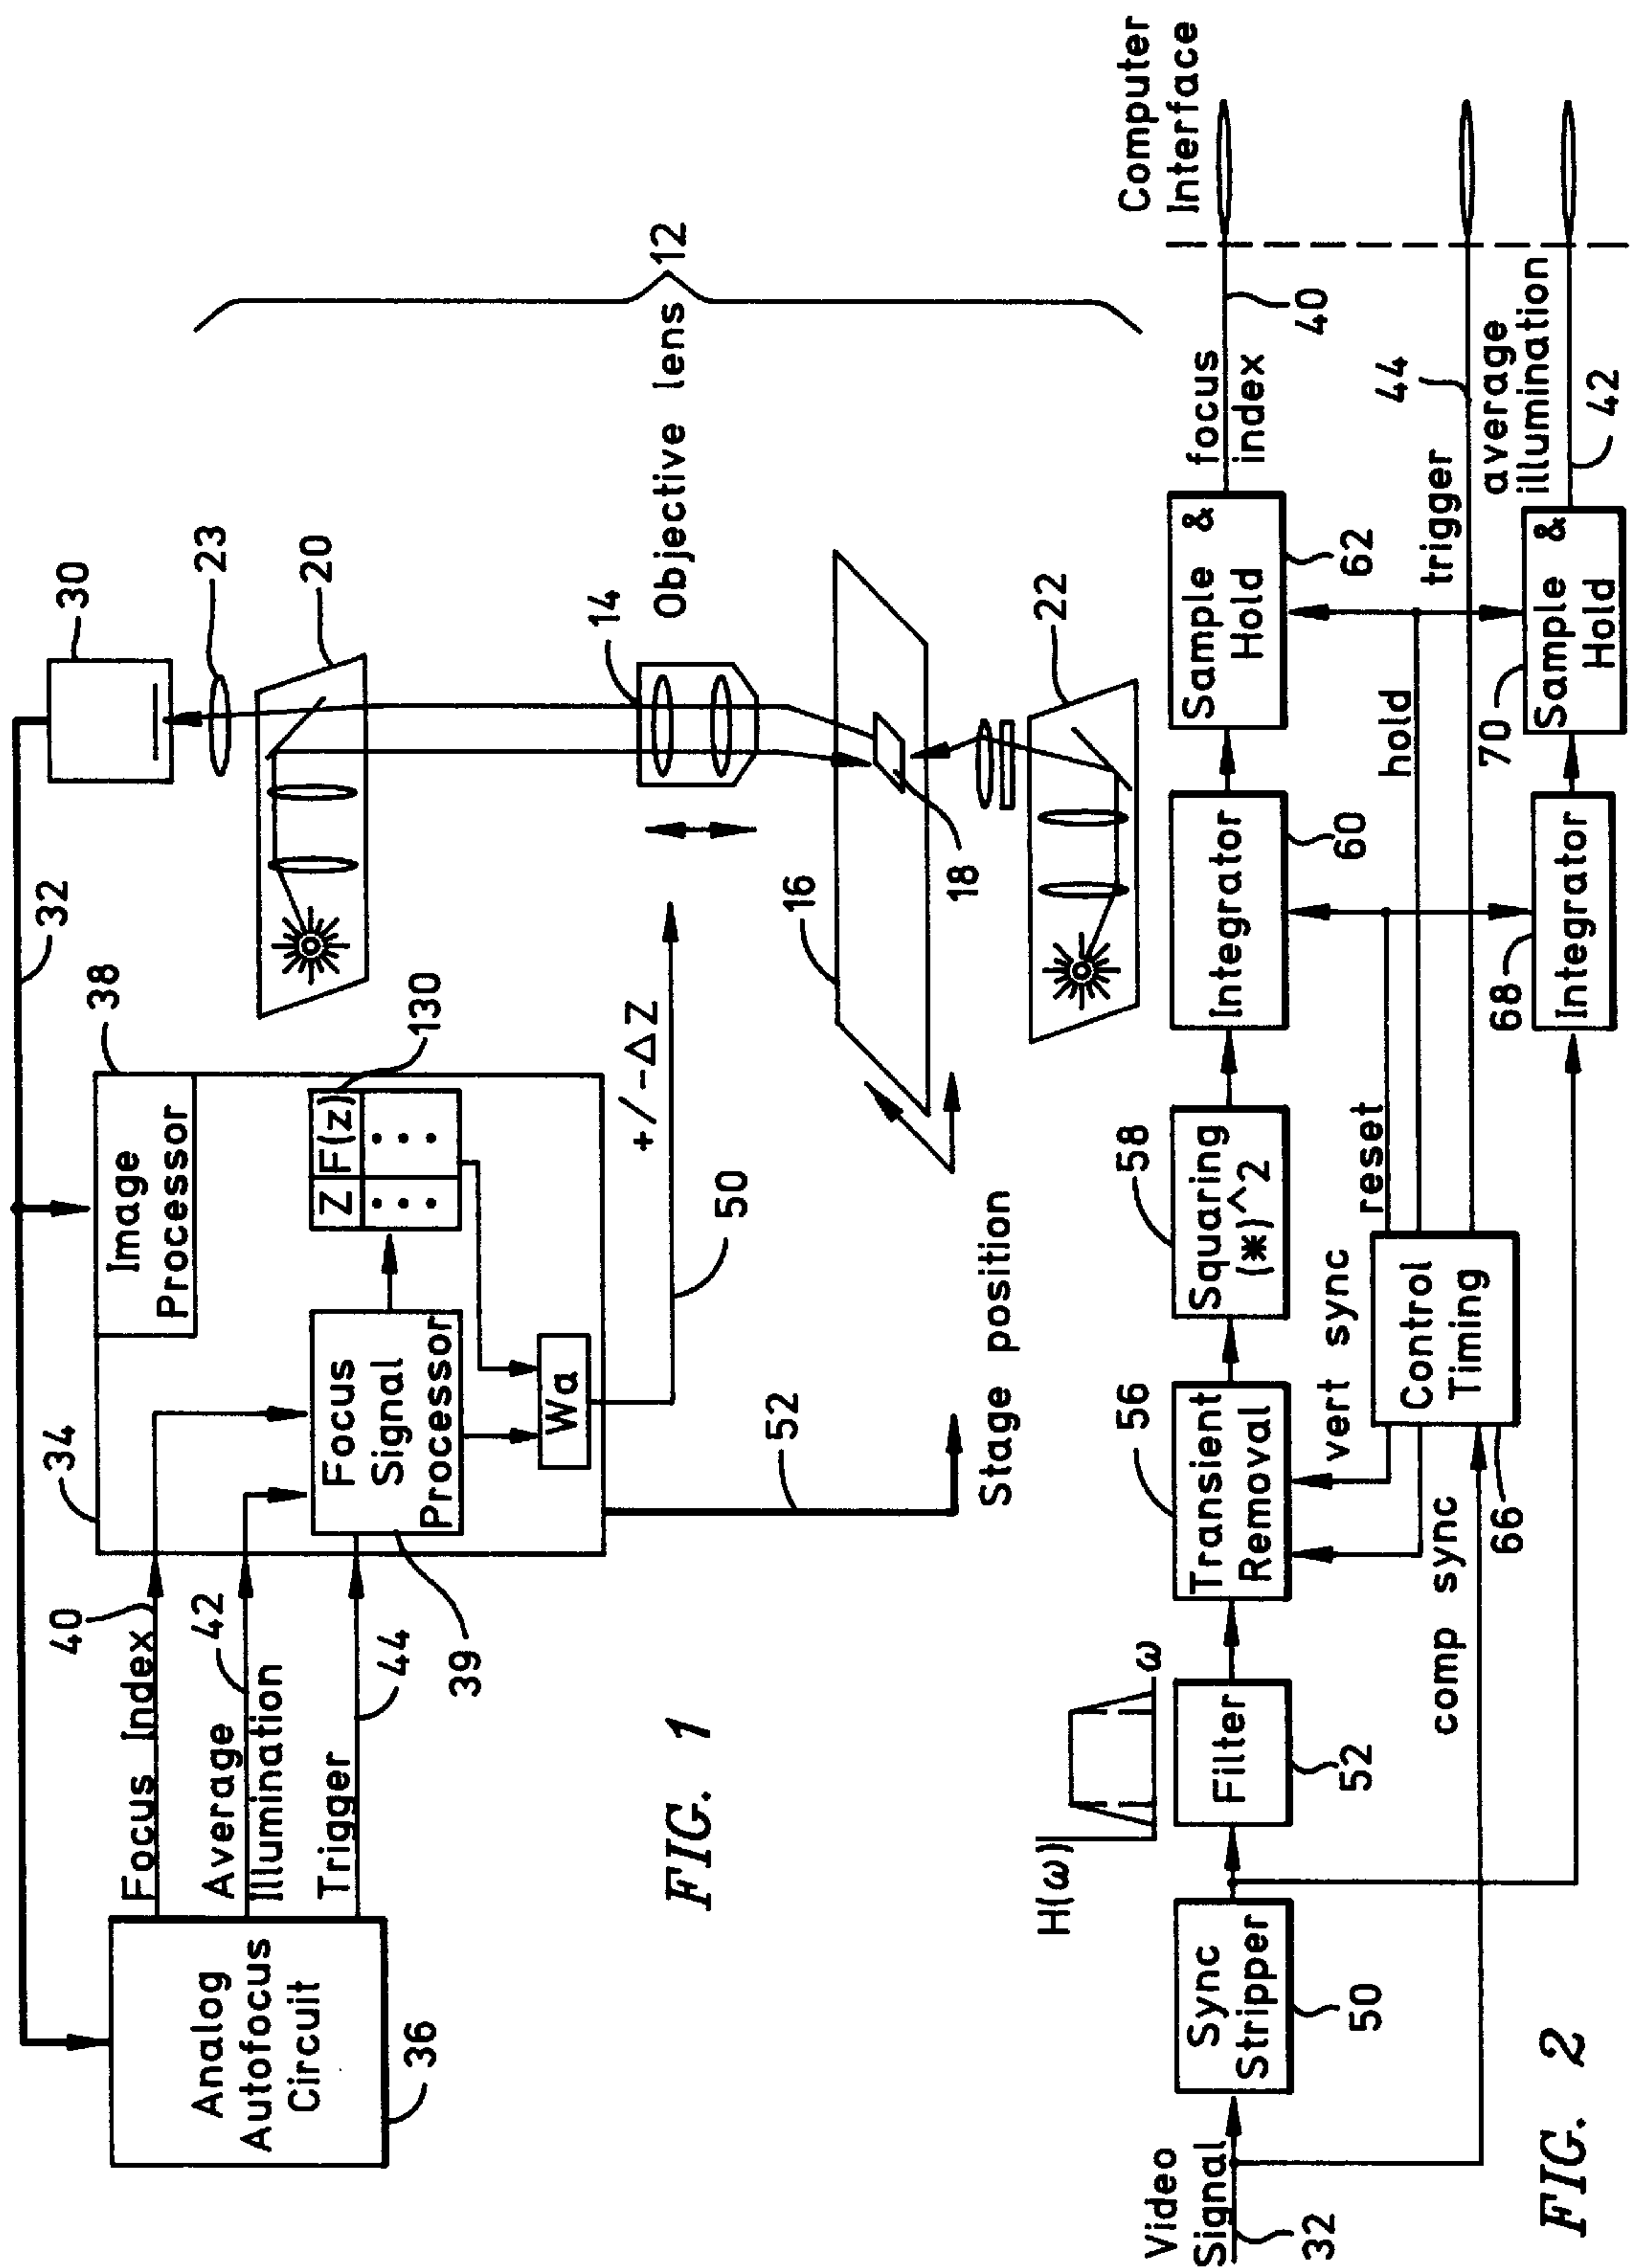 32
30
23
20
14
Objective lens
12
16
18
22
34
38
Image
Processor
Z F(z)
130
Focus
Signal
Processor
39
Wa
+/-ΔZ
50
52
Stage position
Analog
Autofocus
Circuit
36
Focus Index
40
Average
Illumination
42
Trigger
44
FIG. 1
Video
Signal
32
Sync
Stripper
50
H(ω)
ω
Filter
52
Transient
Removal
56
Squaring
(*)^2
58
Integrator
60
Sample &
Hold
62
focus
index
40
Computer
Interface
comp sync
vert sync
Control
Timing
66
reset
hold
trigger
44
Integrator
68
Sample &
Hold
70
average
illumination
42
FIG. 2